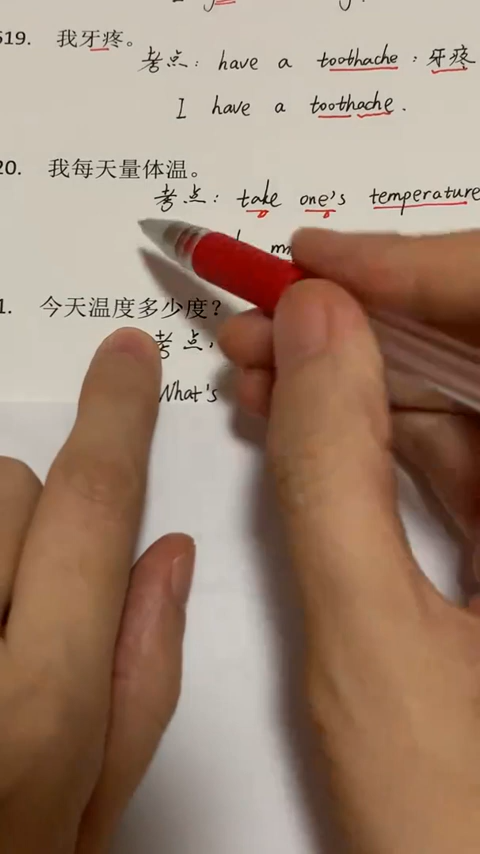 519. 我牙疼。
考点：have a toothache：牙疼
I have a toothache.
20. 我每天量体温。
考点：take one's temperature
1. 今天温度多少度？
考点：
What's